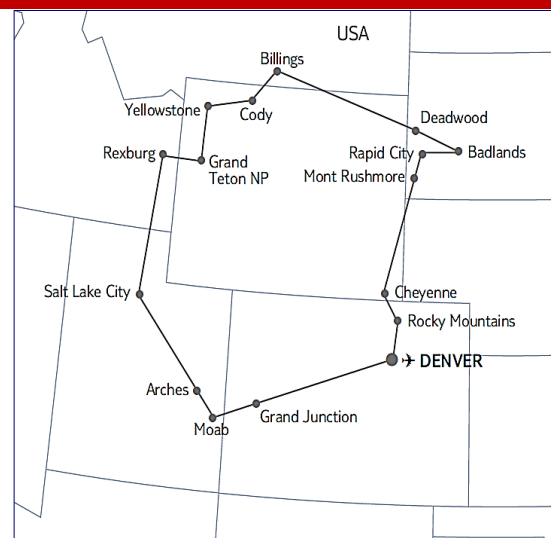 USA
Billings
Yellowstone
Cody
Deadwood
Rexburg
Grand
Teton NP
Rapid City
Badlands
Mont Rushmore
Salt Lake City
Cheyenne
Rocky Mountains
DENVER
Arches
Grand Junction
Moab